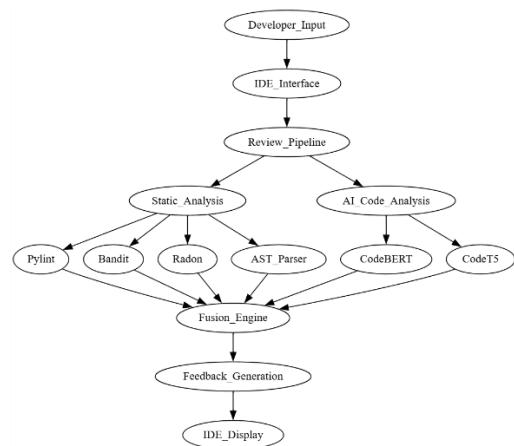 Developer_Input
IDE_Interface
Review_Pipeline
Static_Analysis
AI_Code_Analysis
Pylint
Bandit
Radon
AST_Parser
CodeBERT
CodeT5
Fusion_Engine
Feedback_Generation
IDE_Display